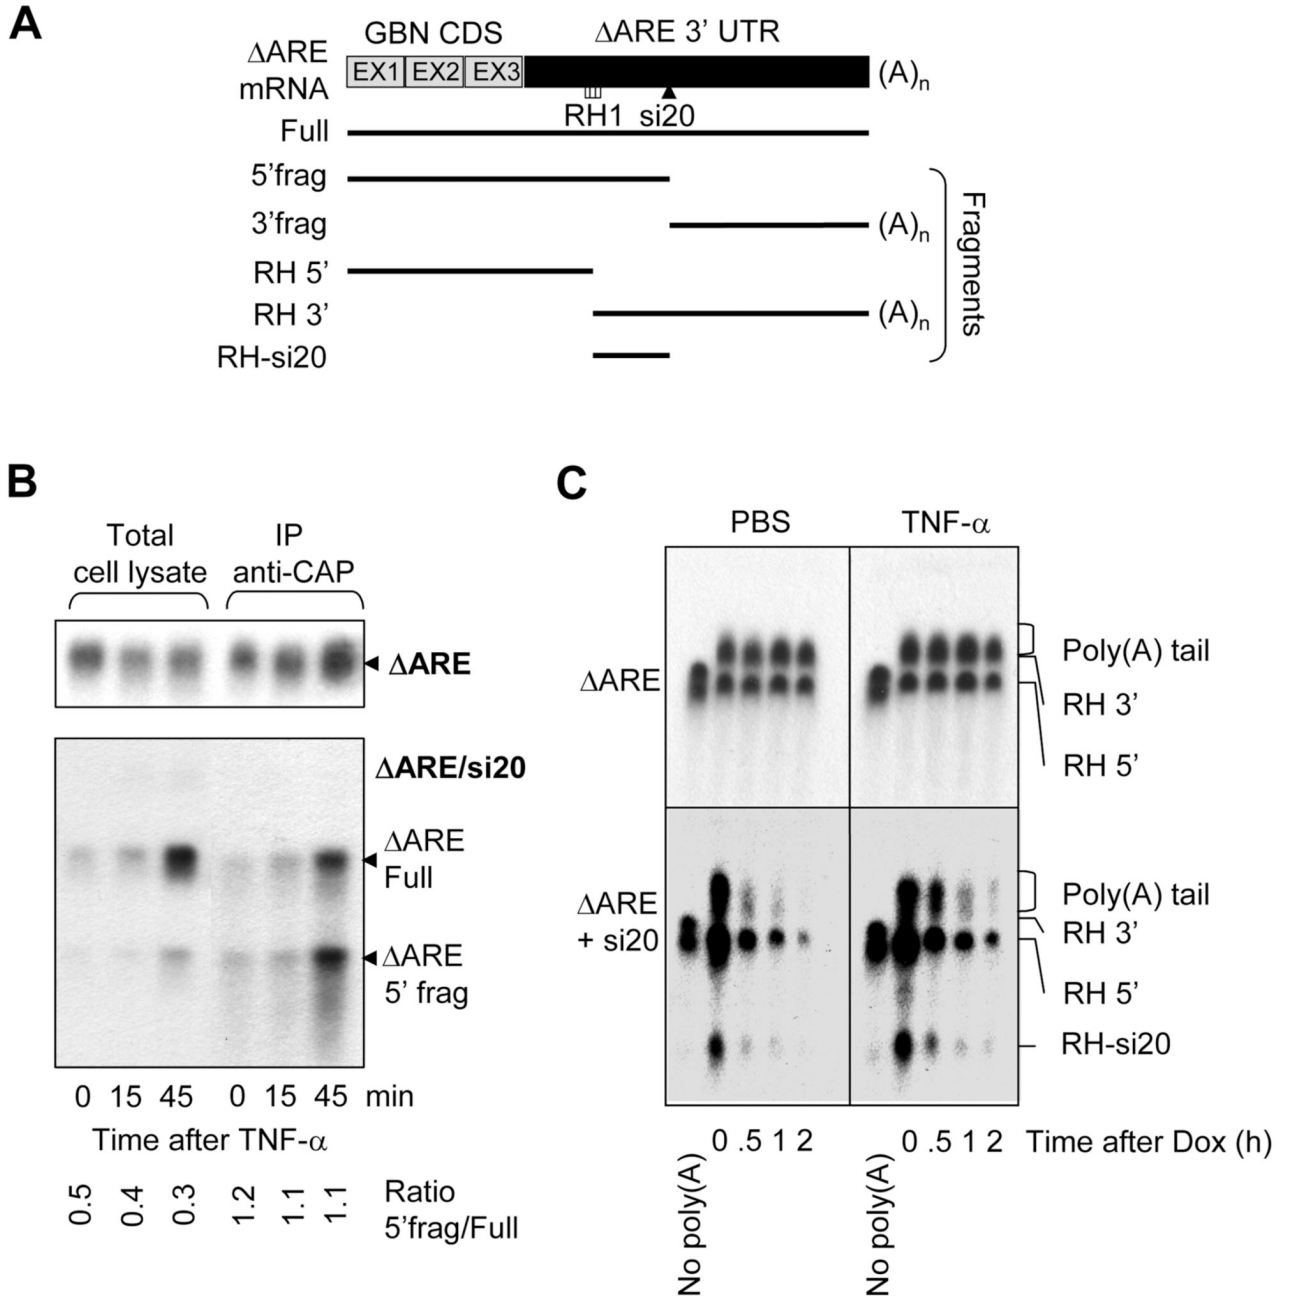 A
GBN CDS
ΔARE 3’ UTR
ΔARE
mRNA
EX1 EX2 EX3
(A)n
RH1 si20
Full
5’frag
3’frag
(A)n
RH 5’
RH 3’
(A)n
RH-si20
Fragments
B
Total
cell lysate
IP
anti-CAP
ΔARE
ΔARE/si20
ΔARE
Full
ΔARE
5’ frag
0 15 45 0 15 45 min
Time after TNF-α
0.5 0.4 0.3 1.2 1.1 1.1
Ratio
5’frag/Full
C
PBS
TNF-α
ΔARE
Poly(A) tail
RH 3’
RH 5’
ΔARE
+ si20
Poly(A) tail
RH 3’
RH 5’
RH-si20
No poly(A) 0 .5 1 2 No poly(A) 0 .5 1 2 Time after Dox (h)